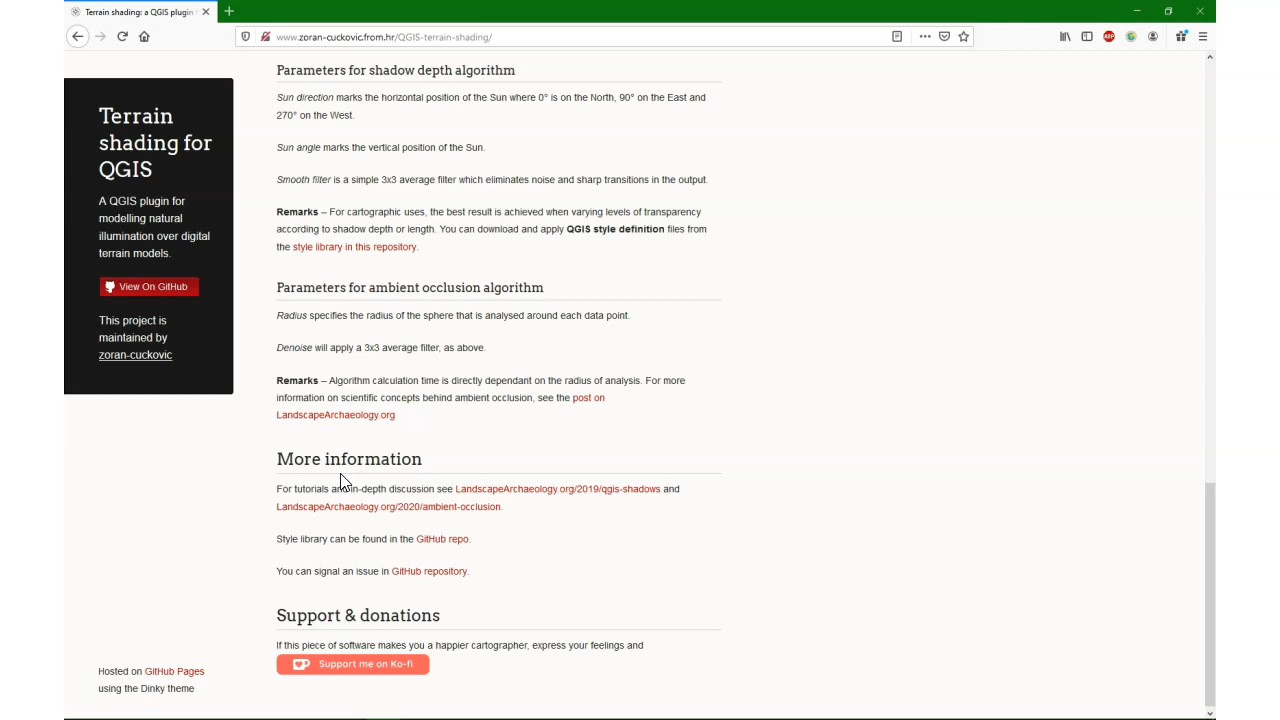 Terrain shading: a QGIS plugin
www.zoran-cuckovic.from.hr/QGIS-terrain-shading/
ABP
Terrain
shading for
QGIS
A QGIS plugin for
modelling natural
illumination over digital
terrain models.
View On GitHub
This project is
maintained by
zoran-cuckovic
Hosted on GitHub Pages
using the Dinky theme
Parameters for shadow depth algorithm
Sun direction marks the horizontal position of the Sun where 0° is on the North, 90° on the East and
270° on the West.
Sun angle marks the vertical position of the Sun.
Smooth filter is a simple 3x3 average filter which eliminates noise and sharp transitions in the output.
Remarks – For cartographic uses, the best result is achieved when varying levels of transparency
according to shadow depth or length. You can download and apply QGIS style definition files from
the style library in this repository.
Parameters for ambient occlusion algorithm
Radius specifies the radius of the sphere that is analysed around each data point.
Denoise will apply a 3x3 average filter, as above.
Remarks – Algorithm calculation time is directly dependant on the radius of analysis. For more
information on scientific concepts behind ambient occlusion, see the post on
LandscapeArchaeology.org
More information
For tutorials and in-depth discussion see LandscapeArchaeology.org/2019/qgis-shadows and
LandscapeArchaeology.org/2020/ambient-occlusion.
Style library can be found in the GitHub repo.
You can signal an issue in GitHub repository.
Support & donations
If this piece of software makes you a happier cartographer, express your feelings and
Support me on Ko-fi